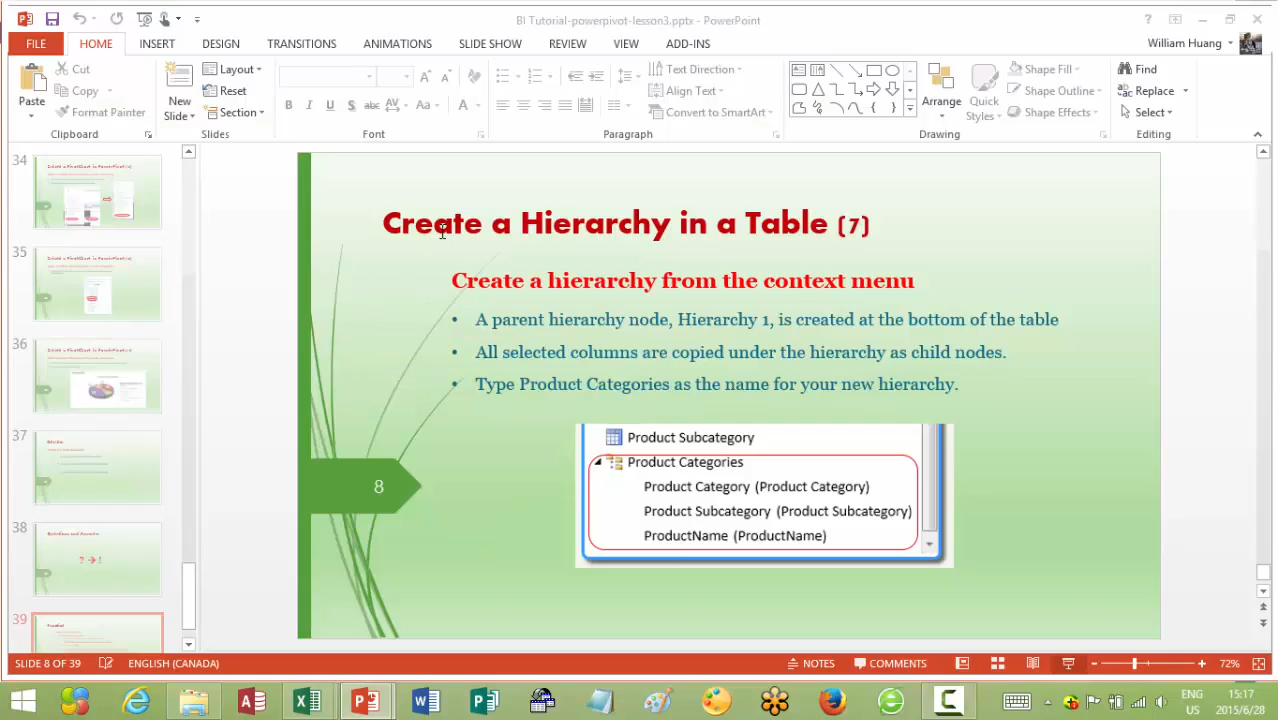 BI Tutorial-powerpivot-lesson3.pptx - PowerPoint
FILE HOME INSERT DESIGN TRANSITIONS ANIMATIONS SLIDE SHOW REVIEW VIEW ADD-INS William Huang
Paste Cut Copy Format Painter
Clipboard
New Slide Layout Reset Section
Slides
Font
Text Direction Align Text Convert to SmartArt
Paragraph
Arrange Quick Styles Shape Fill Shape Outline Shape Effects
Drawing
Find Replace Select
Editing
34
35
36
37
38
39
Create a Hierarchy in a Table (7)
Create a hierarchy from the context menu
• A parent hierarchy node, Hierarchy 1, is created at the bottom of the table
• All selected columns are copied under the hierarchy as child nodes.
• Type Product Categories as the name for your new hierarchy.
Product Subcategory
Product Categories
Product Category (Product Category)
Product Subcategory (Product Subcategory)
ProductName (ProductName)
8
SLIDE 8 OF 39 ENGLISH (CANADA) NOTES COMMENTS 72%
ENG 15:17
US 2015/6/28